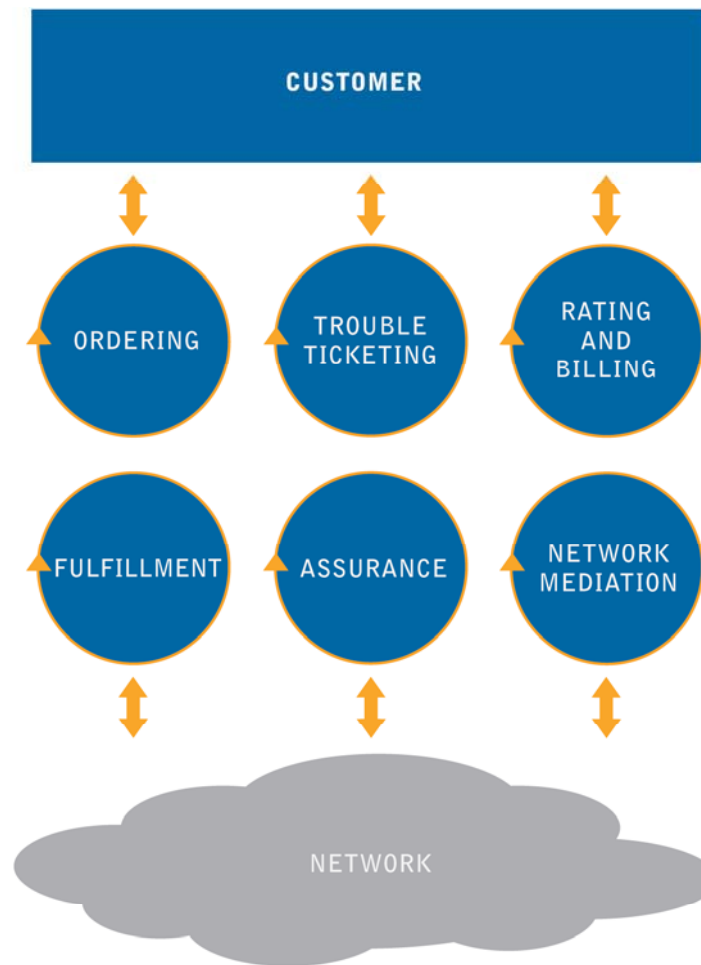 CUSTOMER
ORDERING
TROUBLE
TICKETING
RATING
AND
BILLING
FULFILLMENT
ASSURANCE
NETWORK
MEDIATION
NETWORK